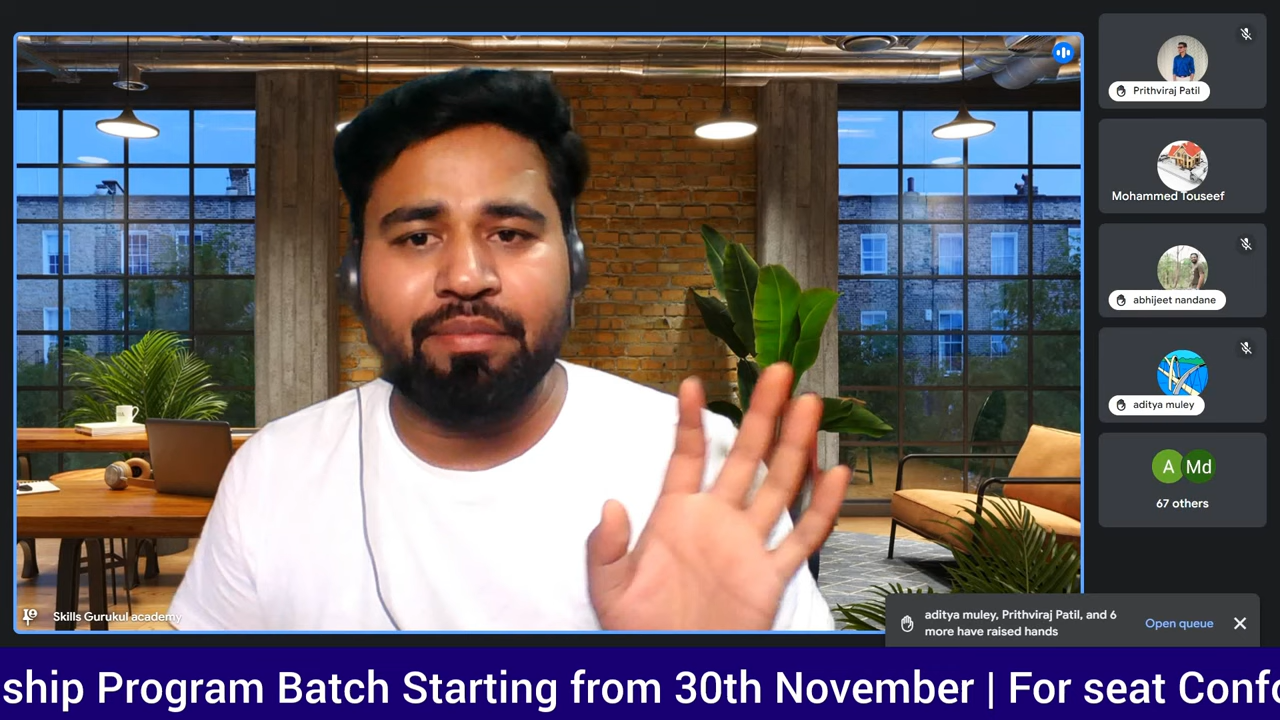 Prithviraj Patil
Mohammed Touseef
abhijeet nandane
aditya muley
A Md
67 others
Skills Gurukul academy
aditya muley, Prithviraj Patil, and 6
more have raised hands
Open queue
ship Program Batch Starting from 30th November | For seat Confo